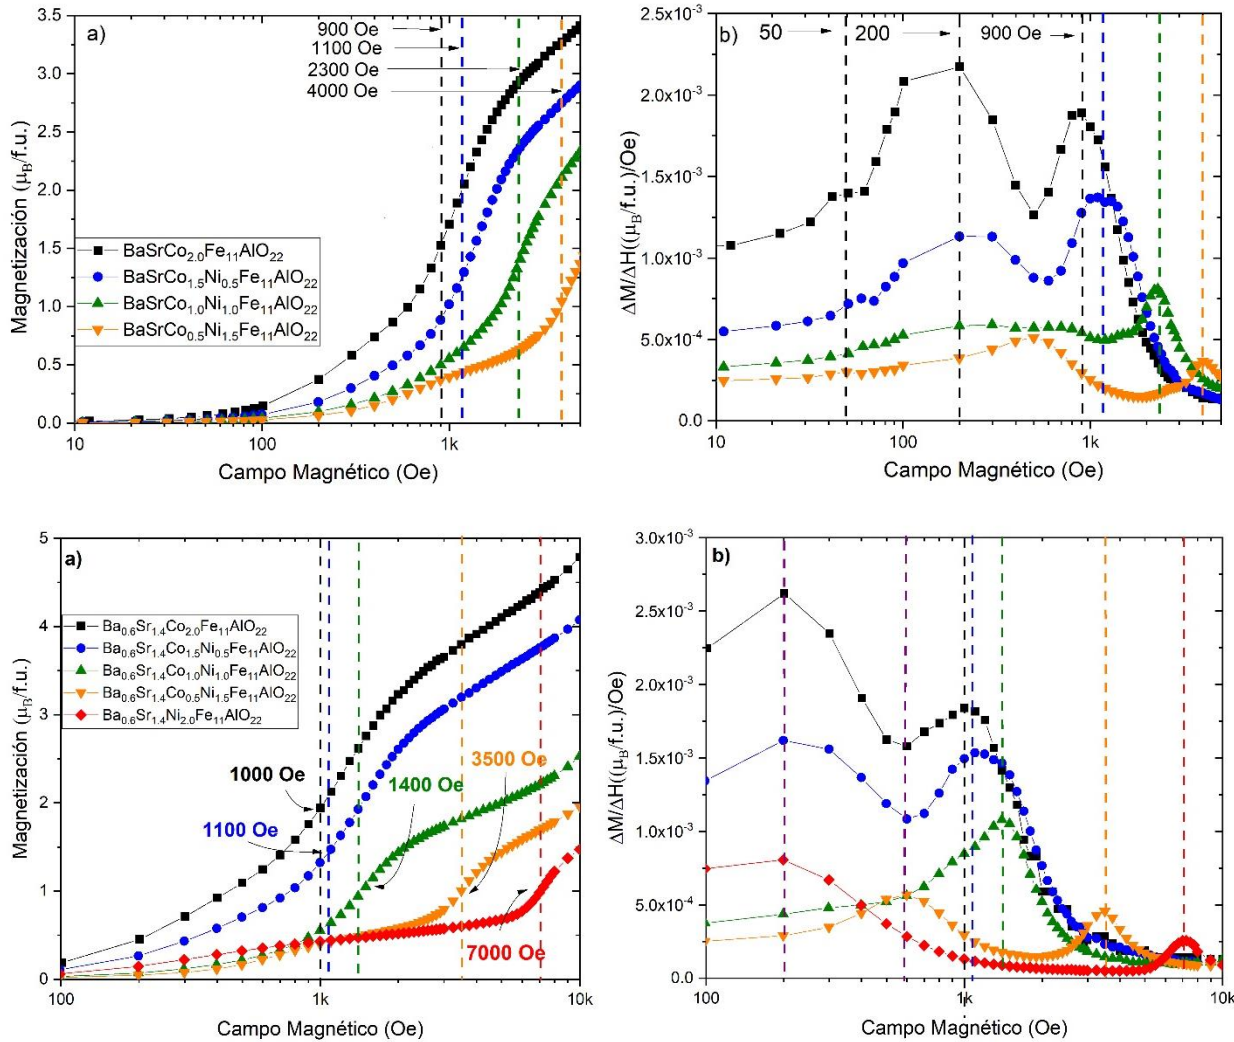 a)
900 Oe
1100 Oe
2300 Oe
4000 Oe
3.5
3.0
2.5
2.0
1.5
1.0
0.5
0.0
Magnetización (μB/f.u.)
BaSrCo2.0Fe11AlO22
BaSrCo1.5Ni0.5Fe11AlO22
BaSrCo1.0Ni1.0Fe11AlO22
BaSrCo0.5Ni1.5Fe11AlO22
10 100 1k
Campo Magnético (Oe)
b)
50
200
900 Oe
2.5x10-3
2.0x10-3
1.5x10-3
1.0x10-3
5.0x10-4
0.0
ΔM/ΔH((μB/f.u.)/Oe)
10 100 1k
Campo Magnético (Oe)
a)
5
4
3
2
1
0
Magnetización (μB/f.u.)
Ba0.6Sr1.4Co2.0Fe11AlO22
Ba0.6Sr1.4Co1.5Ni0.5Fe11AlO22
Ba0.6Sr1.4Co1.0Ni1.0Fe11AlO22
Ba0.6Sr1.4Co0.5Ni1.5Fe11AlO22
Ba0.6Sr1.4Ni2.0Fe11AlO22
1000 Oe
1100 Oe
1400 Oe
3500 Oe
7000 Oe
100 1k 10k
Campo Magnético (Oe)
b)
3.0x10-3
2.5x10-3
2.0x10-3
1.5x10-3
1.0x10-3
5.0x10-4
0.0
ΔM/ΔH((μB/f.u.)/Oe)
100 1k 10k
Campo Magnético (Oe)